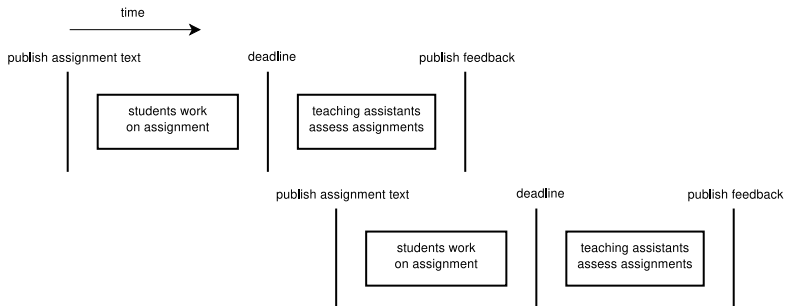 time
publish assignment text
deadline
publish feedback
students work
on assignment
teaching assistants
assess assignments
publish assignment text
deadline
publish feedback
students work
on assignment
teaching assistants
assess assignments